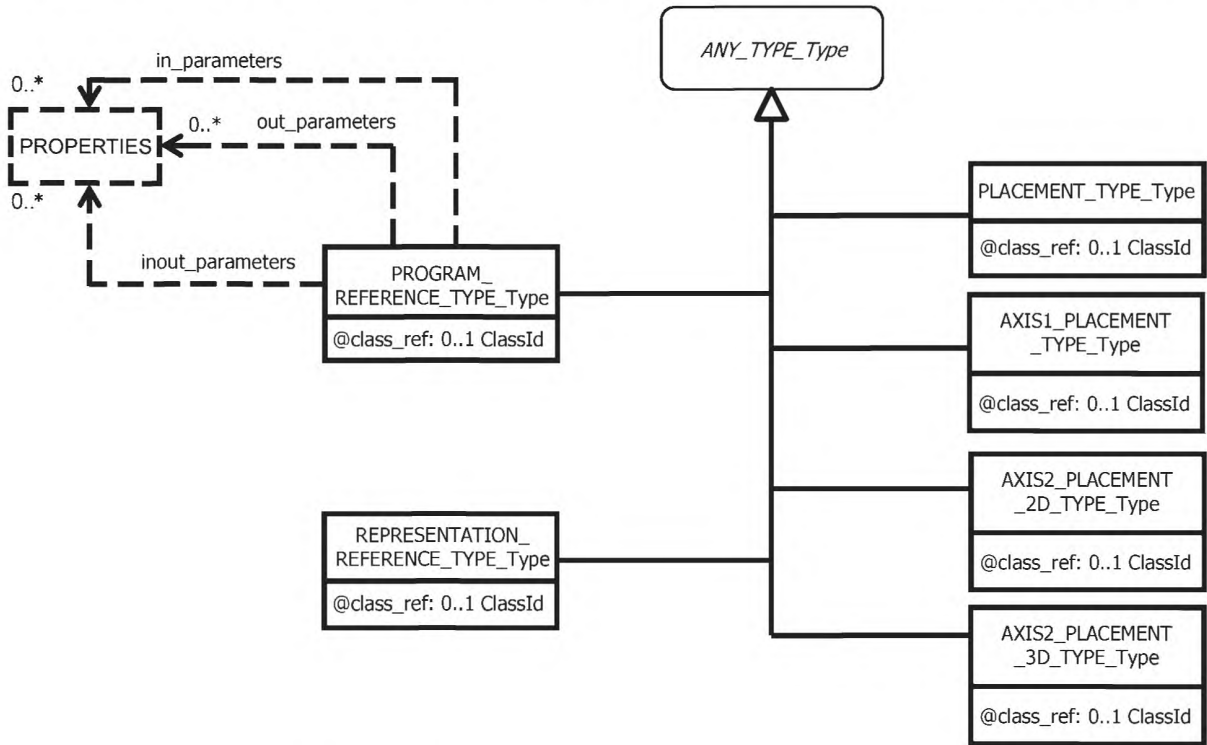 ANY_TYPE_Type
in_parameters
0..*
0..*
out_parameters
PROPERTIES
0..*
inout_parameters
PROGRAM_
REFERENCE_TYPE_Type
@class_ref: 0..1 ClassId
REPRESENTATION_
REFERENCE_TYPE_Type
@class_ref: 0..1 ClassId
PLACEMENT_TYPE_Type
@class_ref: 0..1 ClassId
AXIS1_PLACEMENT
_TYPE_Type
@class_ref: 0..1 ClassId
AXIS2_PLACEMENT
_2D_TYPE_Type
@class_ref: 0..1 ClassId
AXIS2_PLACEMENT
_3D_TYPE_Type
@class_ref: 0..1 ClassId